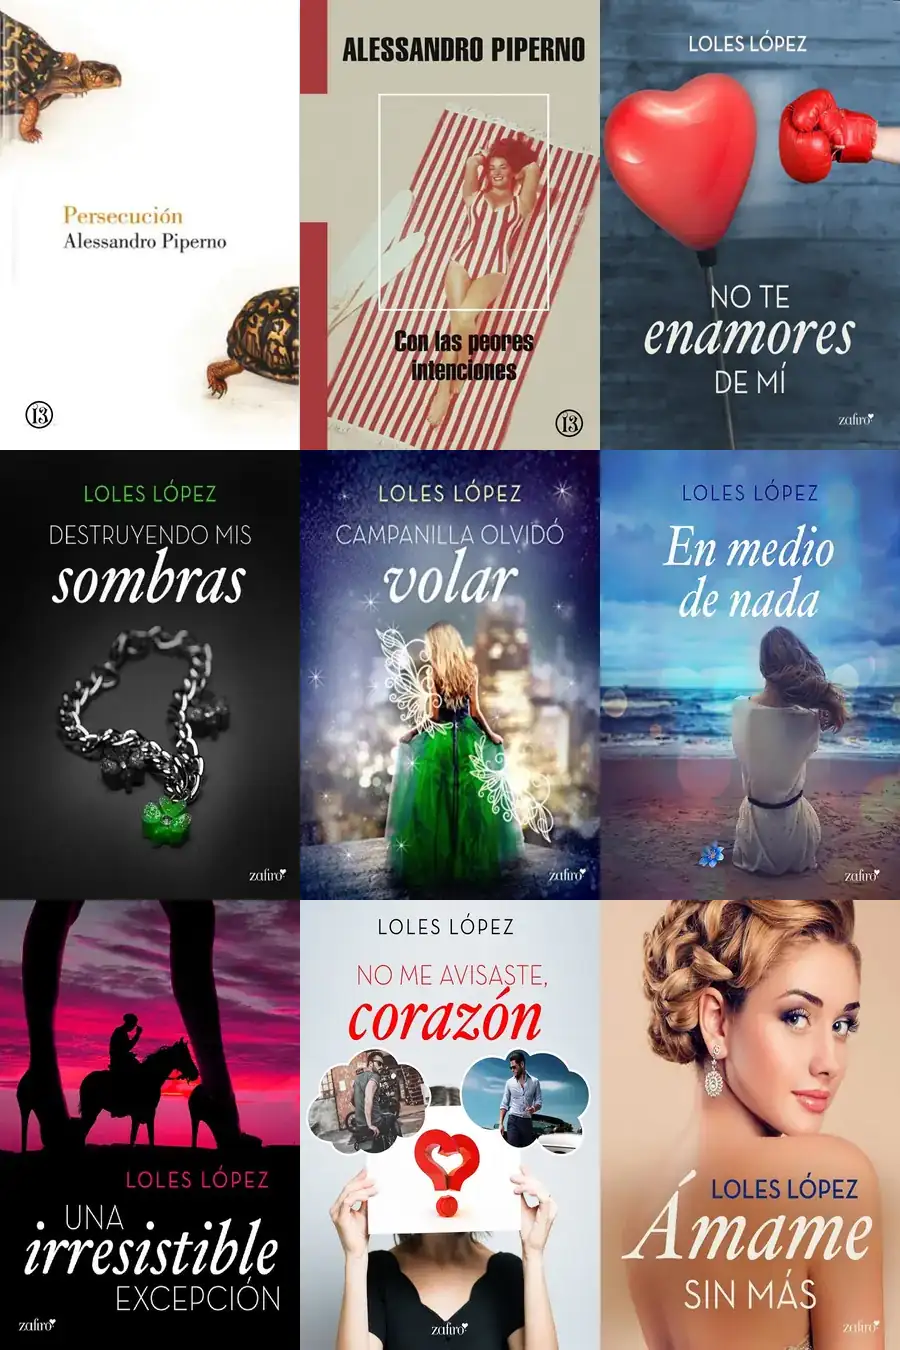 Persecución
Alessandro Piperno
13
ALESSANDRO PIPERNO
Con las peores
intenciones
13
LOLES LÓPEZ
NO TE
enamores
DE MÍ
zafiro
LOLES LÓPEZ
DESTRUYENDO MIS
sombras
zafiro
LOLES LÓPEZ
CAMPANILLA OLVIDÓ
volar
zafiro
LOLES LÓPEZ
En medio
de nada
zafiro
LOLES LÓPEZ
UNA
irresistible
EXCEPCIÓN
zafiro
LOLES LÓPEZ
NO ME AVISASTE,
corazón
zafiro
LOLES LÓPEZ
Ámame
SIN MÁS
zafiro